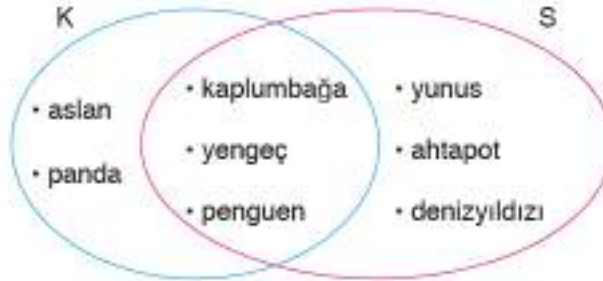 K S
• aslan
• panda
• kaplumbağa
• yengeç
• penguen
• yunus
• ahtapot
• denizyıldızı